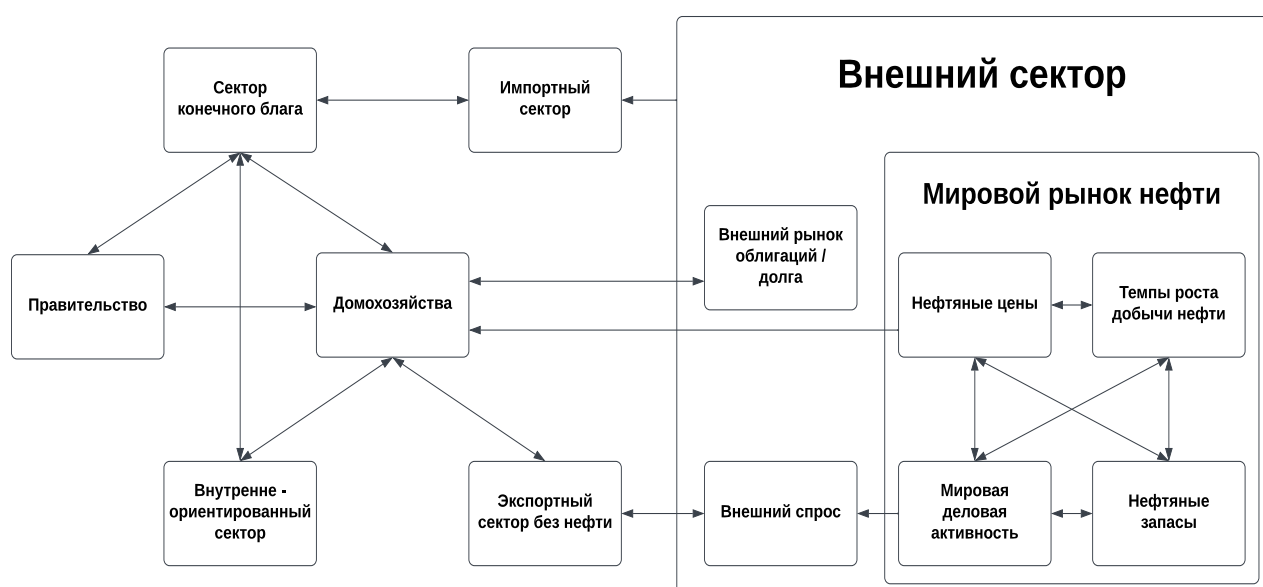 Внешний сектор
Сектор
конечного блага
Импортный
сектор
Мировой рынок нефти
Внешний рынок
облигаций /
долга
Правительство
Домохозяйства
Нефтяные цены
Темпы роста
добычи нефти
Внутренне -
ориентированный
сектор
Экспортный
сектор без нефти
Внешний спрос
Мировая
деловая
активность
Нефтяные
запасы